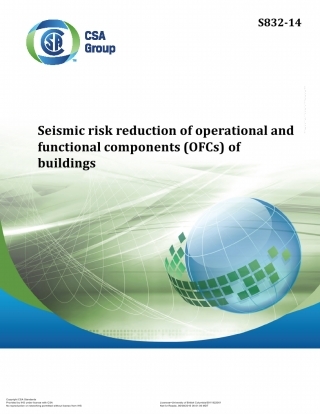 S832-14
CSA
Group
Seismic risk reduction of operational and
functional components (OFCs) of
buildings